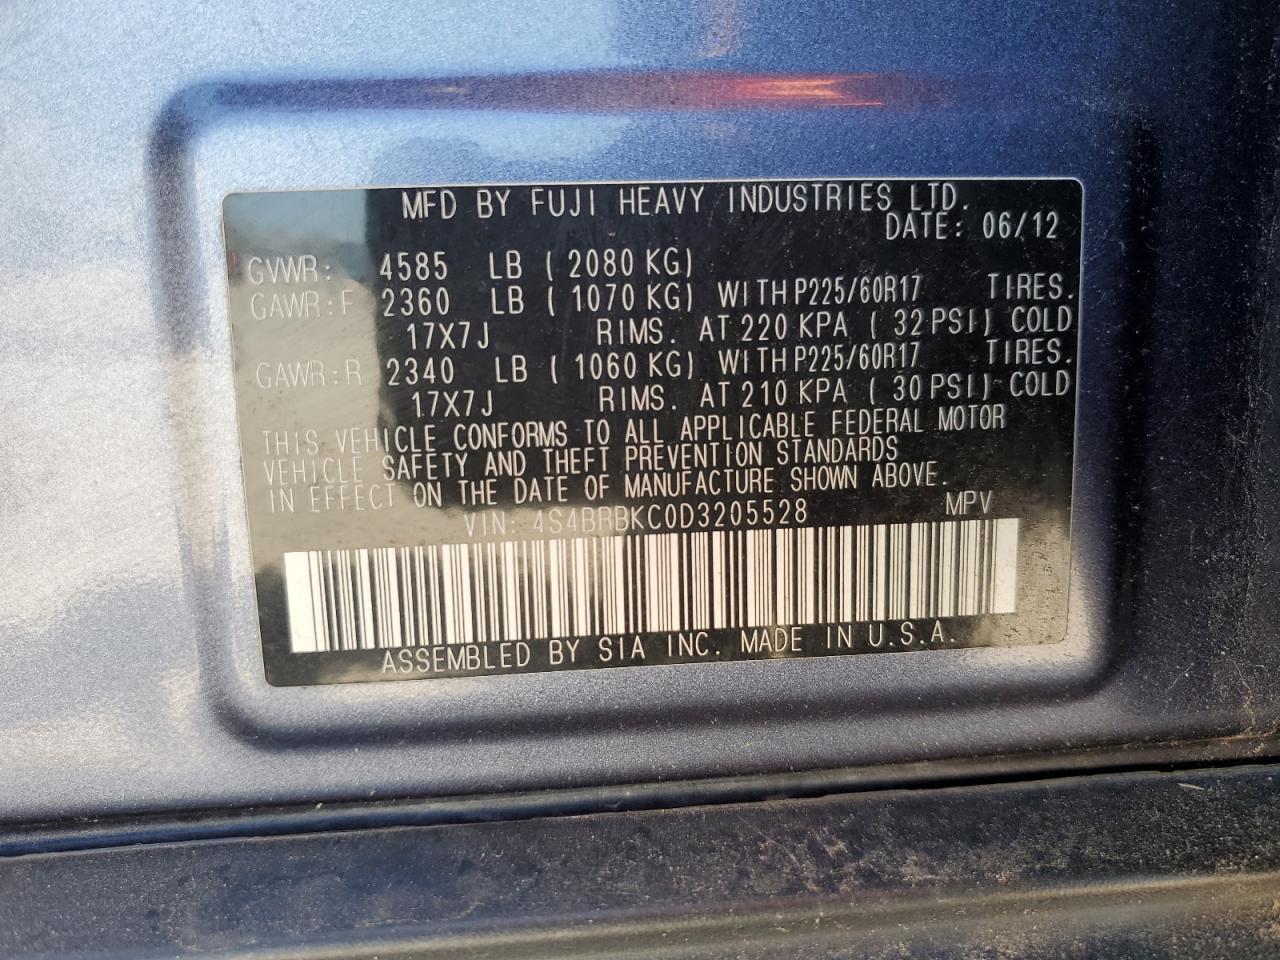 MFD BY FUJI HEAVY INDUSTRIES LTD.
DATE: 06/12
GVWR: 4585 LB ( 2080 KG)
GAWR:F 2360 LB ( 1070 KG) WITH P225/60R17 TIRES.
17X7J RIMS. AT 220 KPA ( 32 PSI) COLD
GAWR:R 2340 LB ( 1060 KG) WITH P225/60R17 TIRES.
17X7J RIMS. AT 210 KPA ( 30 PSI) COLD
THIS VEHICLE CONFORMS TO ALL APPLICABLE FEDERAL MOTOR
VEHICLE SAFETY AND THEFT PREVENTION STANDARDS
IN EFFECT ON THE DATE OF MANUFACTURE SHOWN ABOVE.
VIN: 4S4BRBKC0D3205528 MPV
ASSEMBLED BY SIA INC. MADE IN U.S.A.